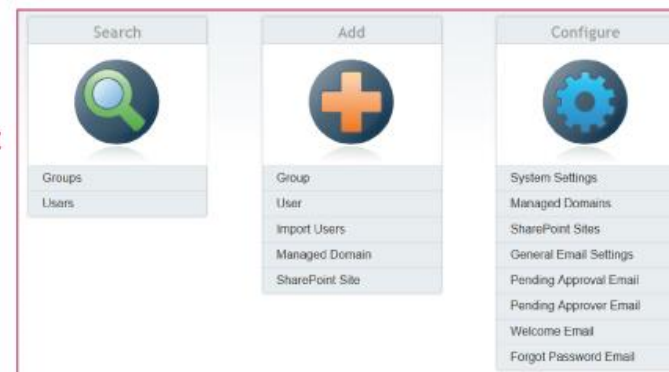 Search
Groups
Users
Add
Group
User
Import Users
Managed Domain
SharePoint Site
Configure
System Settings
Managed Domains
SharePoint Sites
General Email Settings
Pending Approval Email
Pending Approver Email
Welcome Email
Forgot Password Email